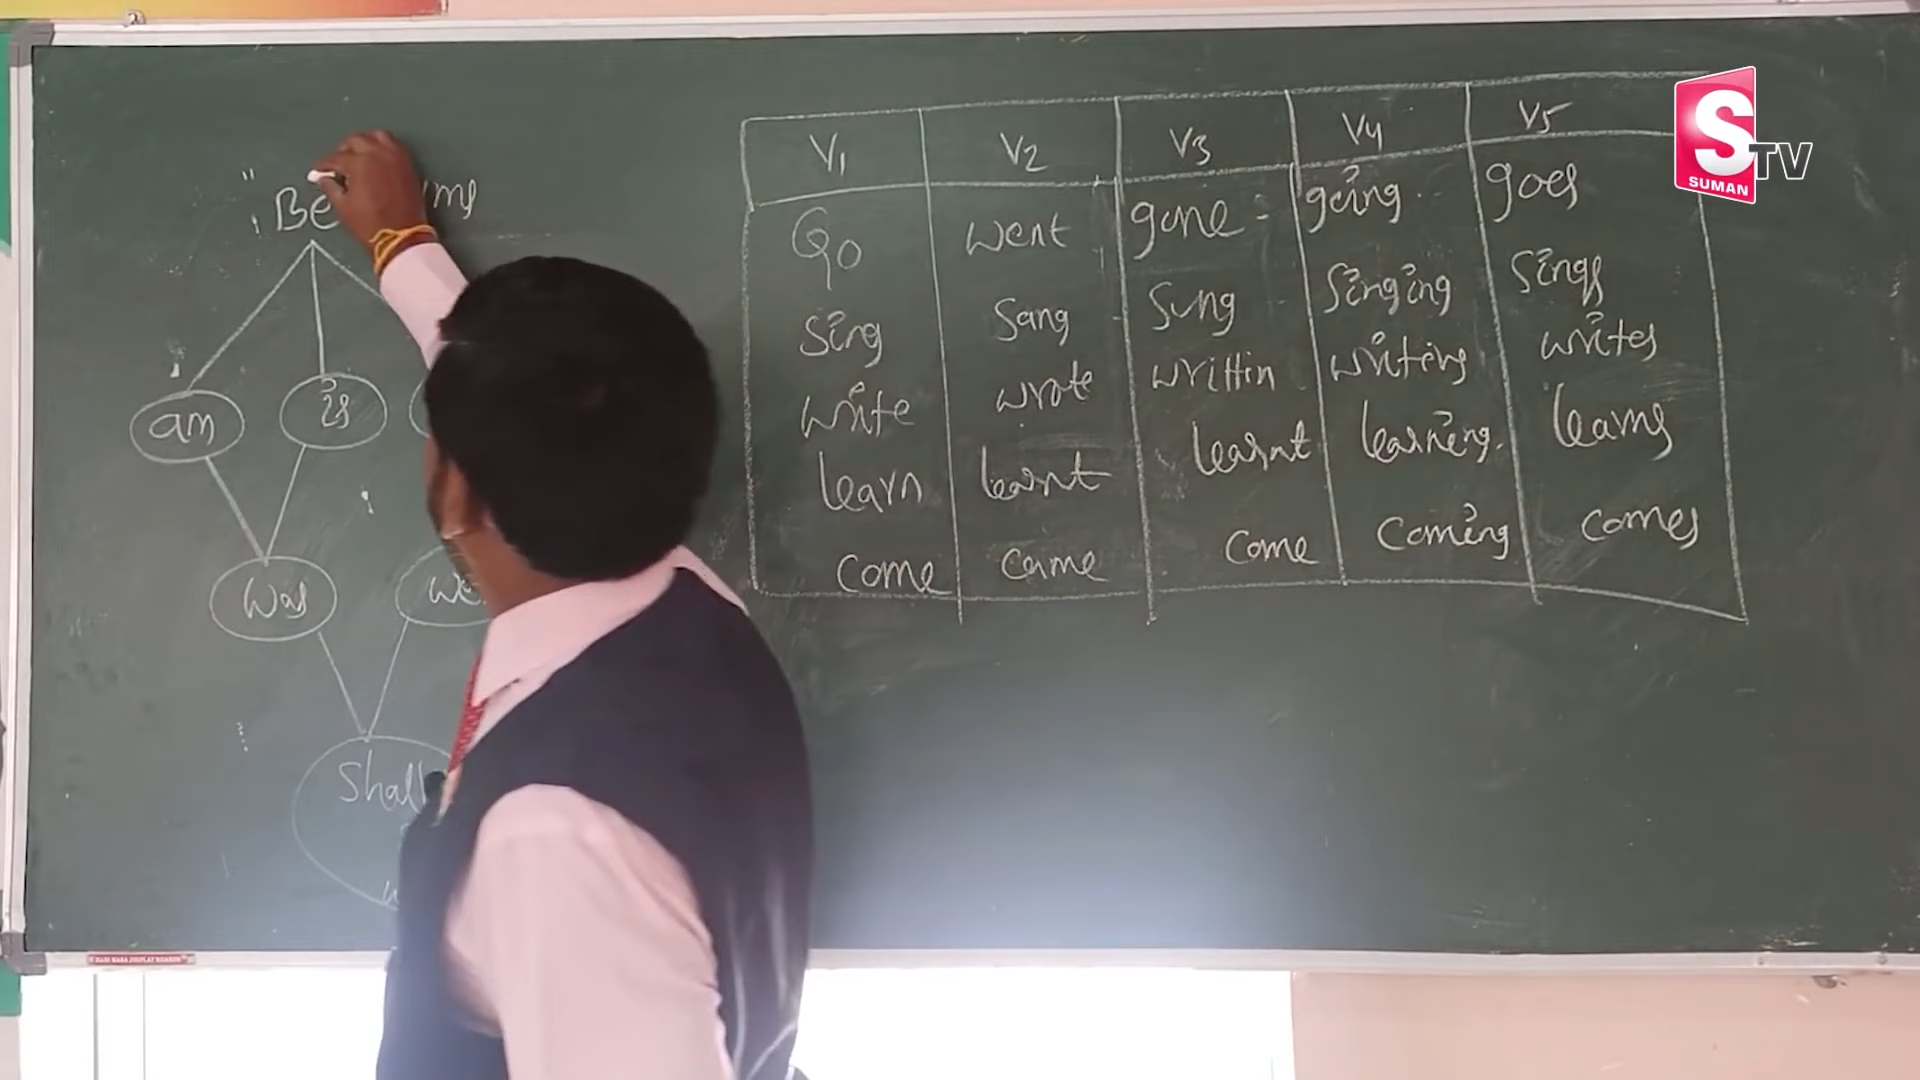 Be
am
is
was
Shall
V1 V2 V3 V4 V5
Go went gone going goes
Sing Sang Sung Singing Sings
write wrote writtin writing writes
learn learnt learnt learning learns
come came come coming comes
S TV
SUMAN